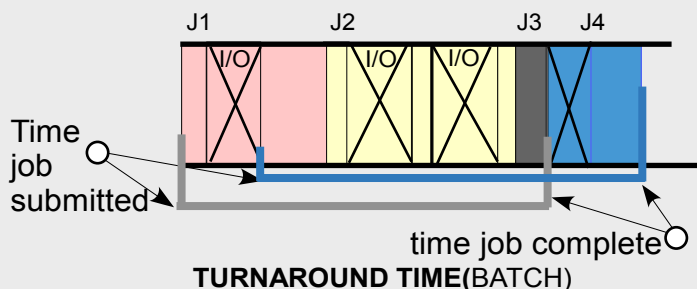 J1 J2 J3 J4
I/O I/O I/O
Time
job
submitted
time job complete
TURNAROUND TIME(BATCH)